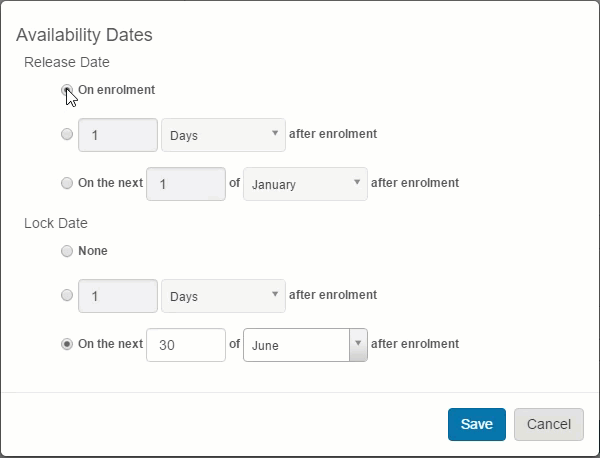 Availability Dates
Release Date
On enrolment
1 Days after enrolment
On the next 1 of January after enrolment
Lock Date
None
1 Days after enrolment
On the next 30 of June after enrolment
Save Cancel